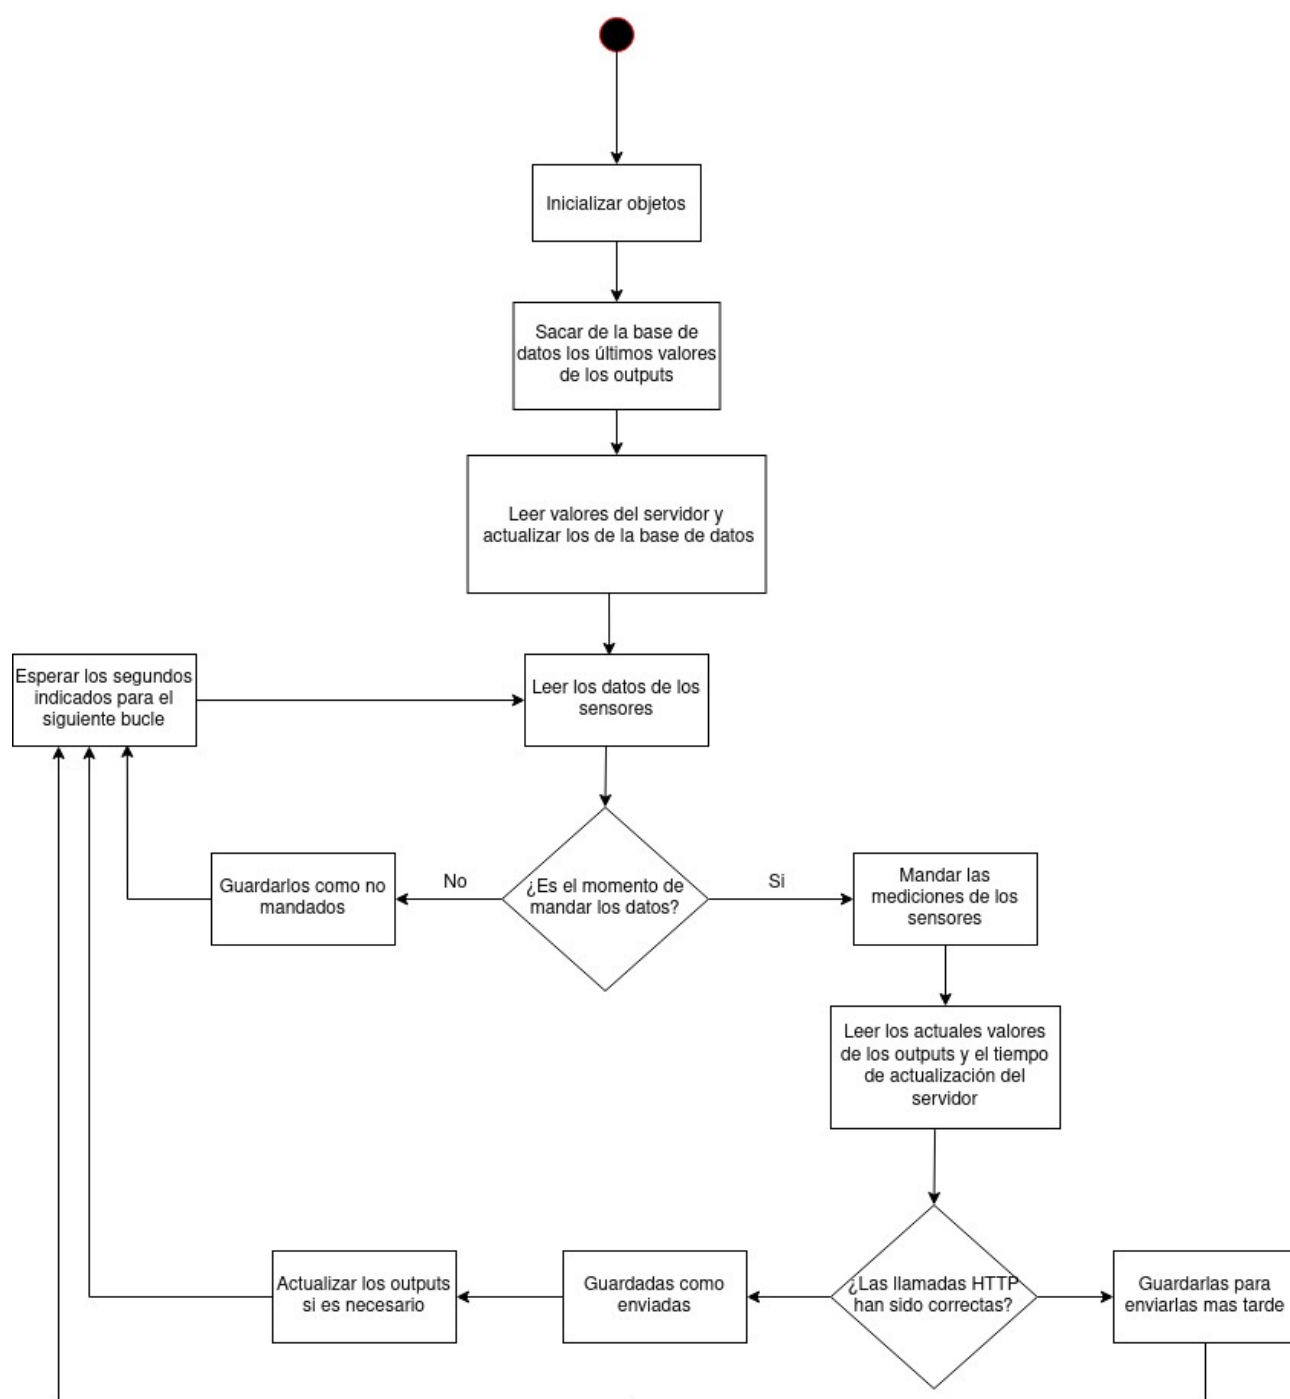 Inicializar objetos
Sacar de la base de
datos los últimos valores
de los outputs
Leer valores del servidor y
actualizar los de la base de datos
Esperar los segundos
indicados para el
siguiente bucle
Leer los datos de los
sensores
Guardarlos como no
mandados
No
¿Es el momento de
mandar los datos?
Si
Mandar las
mediciones de los
sensores
Leer los actuales valores
de los outputs y el tiempo
de actualización del
servidor
Actualizar los outputs
si es necesario
Guardadas como
enviadas
¿Las llamadas HTTP
han sido correctas?
Guardarlas para
enviarlas mas tarde